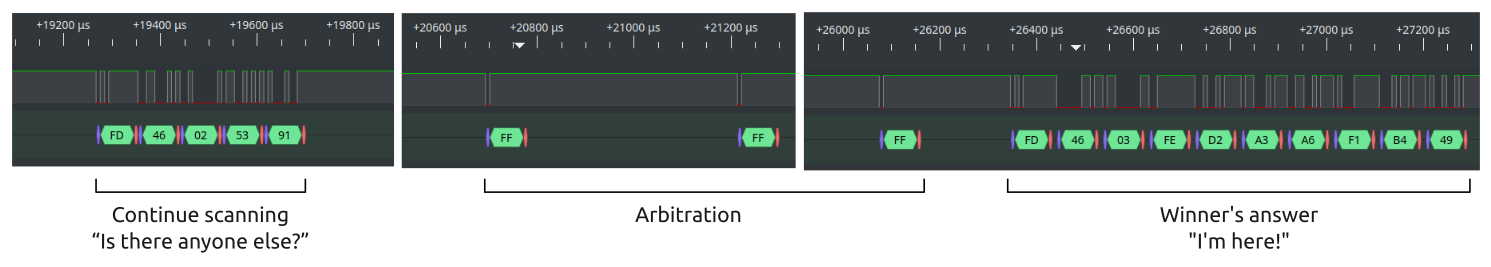 +19200 µs +19400 µs +19600 µs +19800 µs
FD 46 02 53 91
Continue scanning
“Is there anyone else?”
+20600 µs +20800 µs +21000 µs +21200 µs
FF FF
Arbitration
+26000 µs +26200 µs +26400 µs +26600 µs +26800 µs +27000 µs +27200 µs
FF FD 46 03 FE D2 A3 A6 F1 B4 49
Winner's answer
"I'm here!"